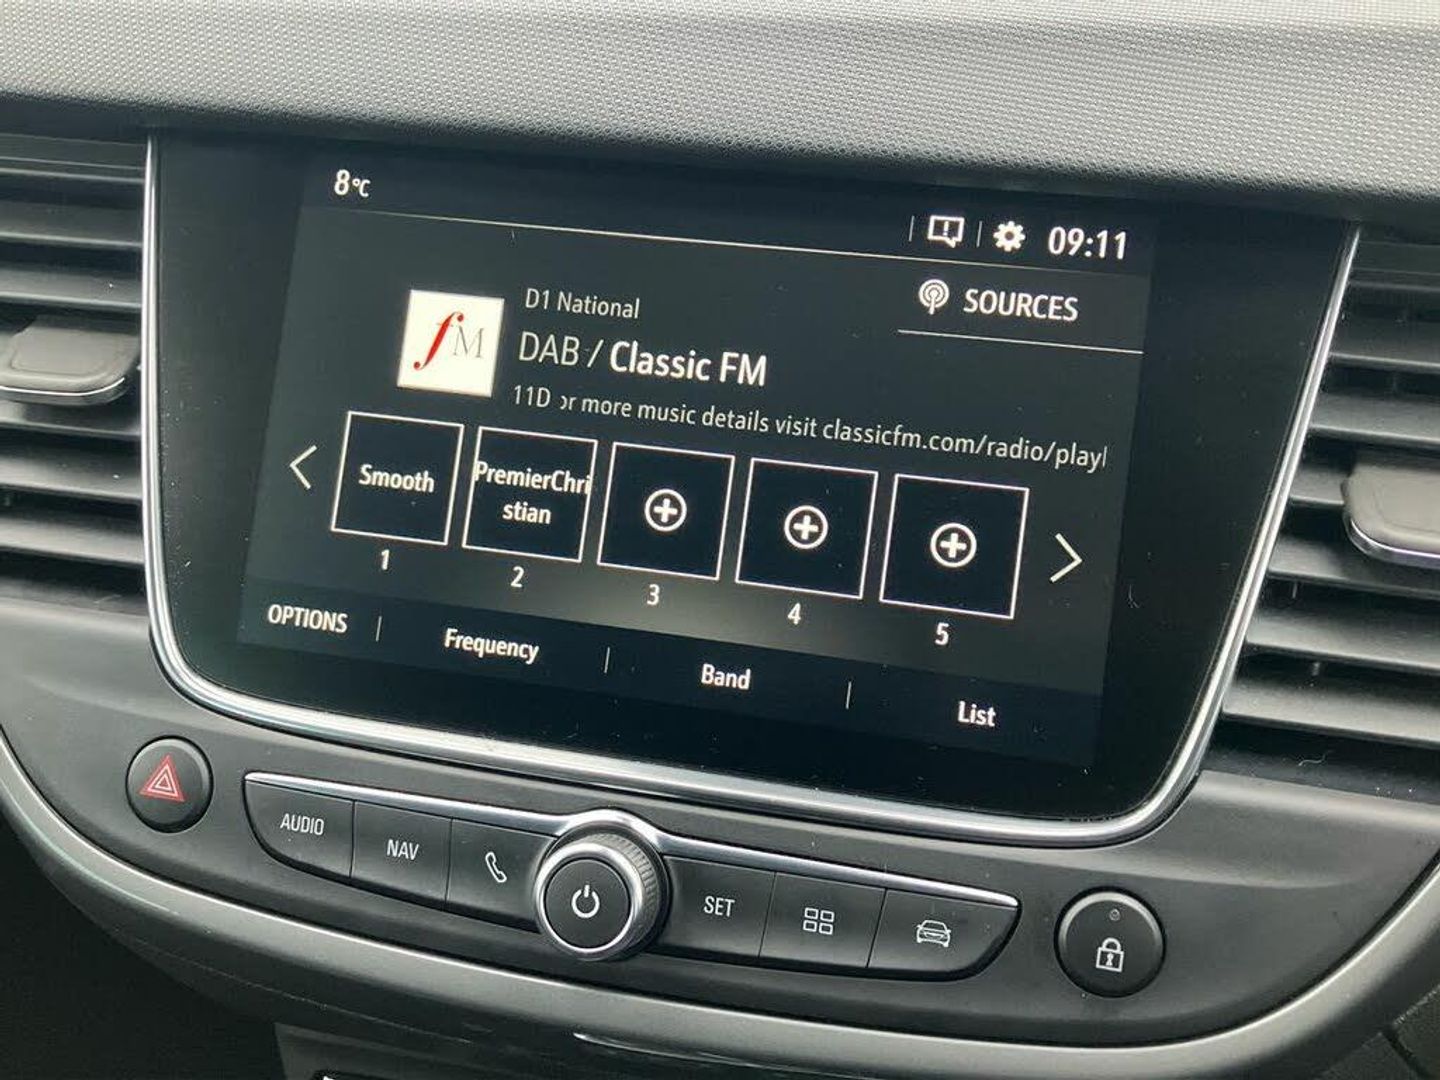 8°C
09:11
SOURCES
fM
D1 National
DAB / Classic FM
11D or more music details visit classicfm.com/radio/playl
Smooth
PremierChri
stian
1
2
3
4
5
OPTIONS
Frequency
Band
List
AUDIO
NAV
SET